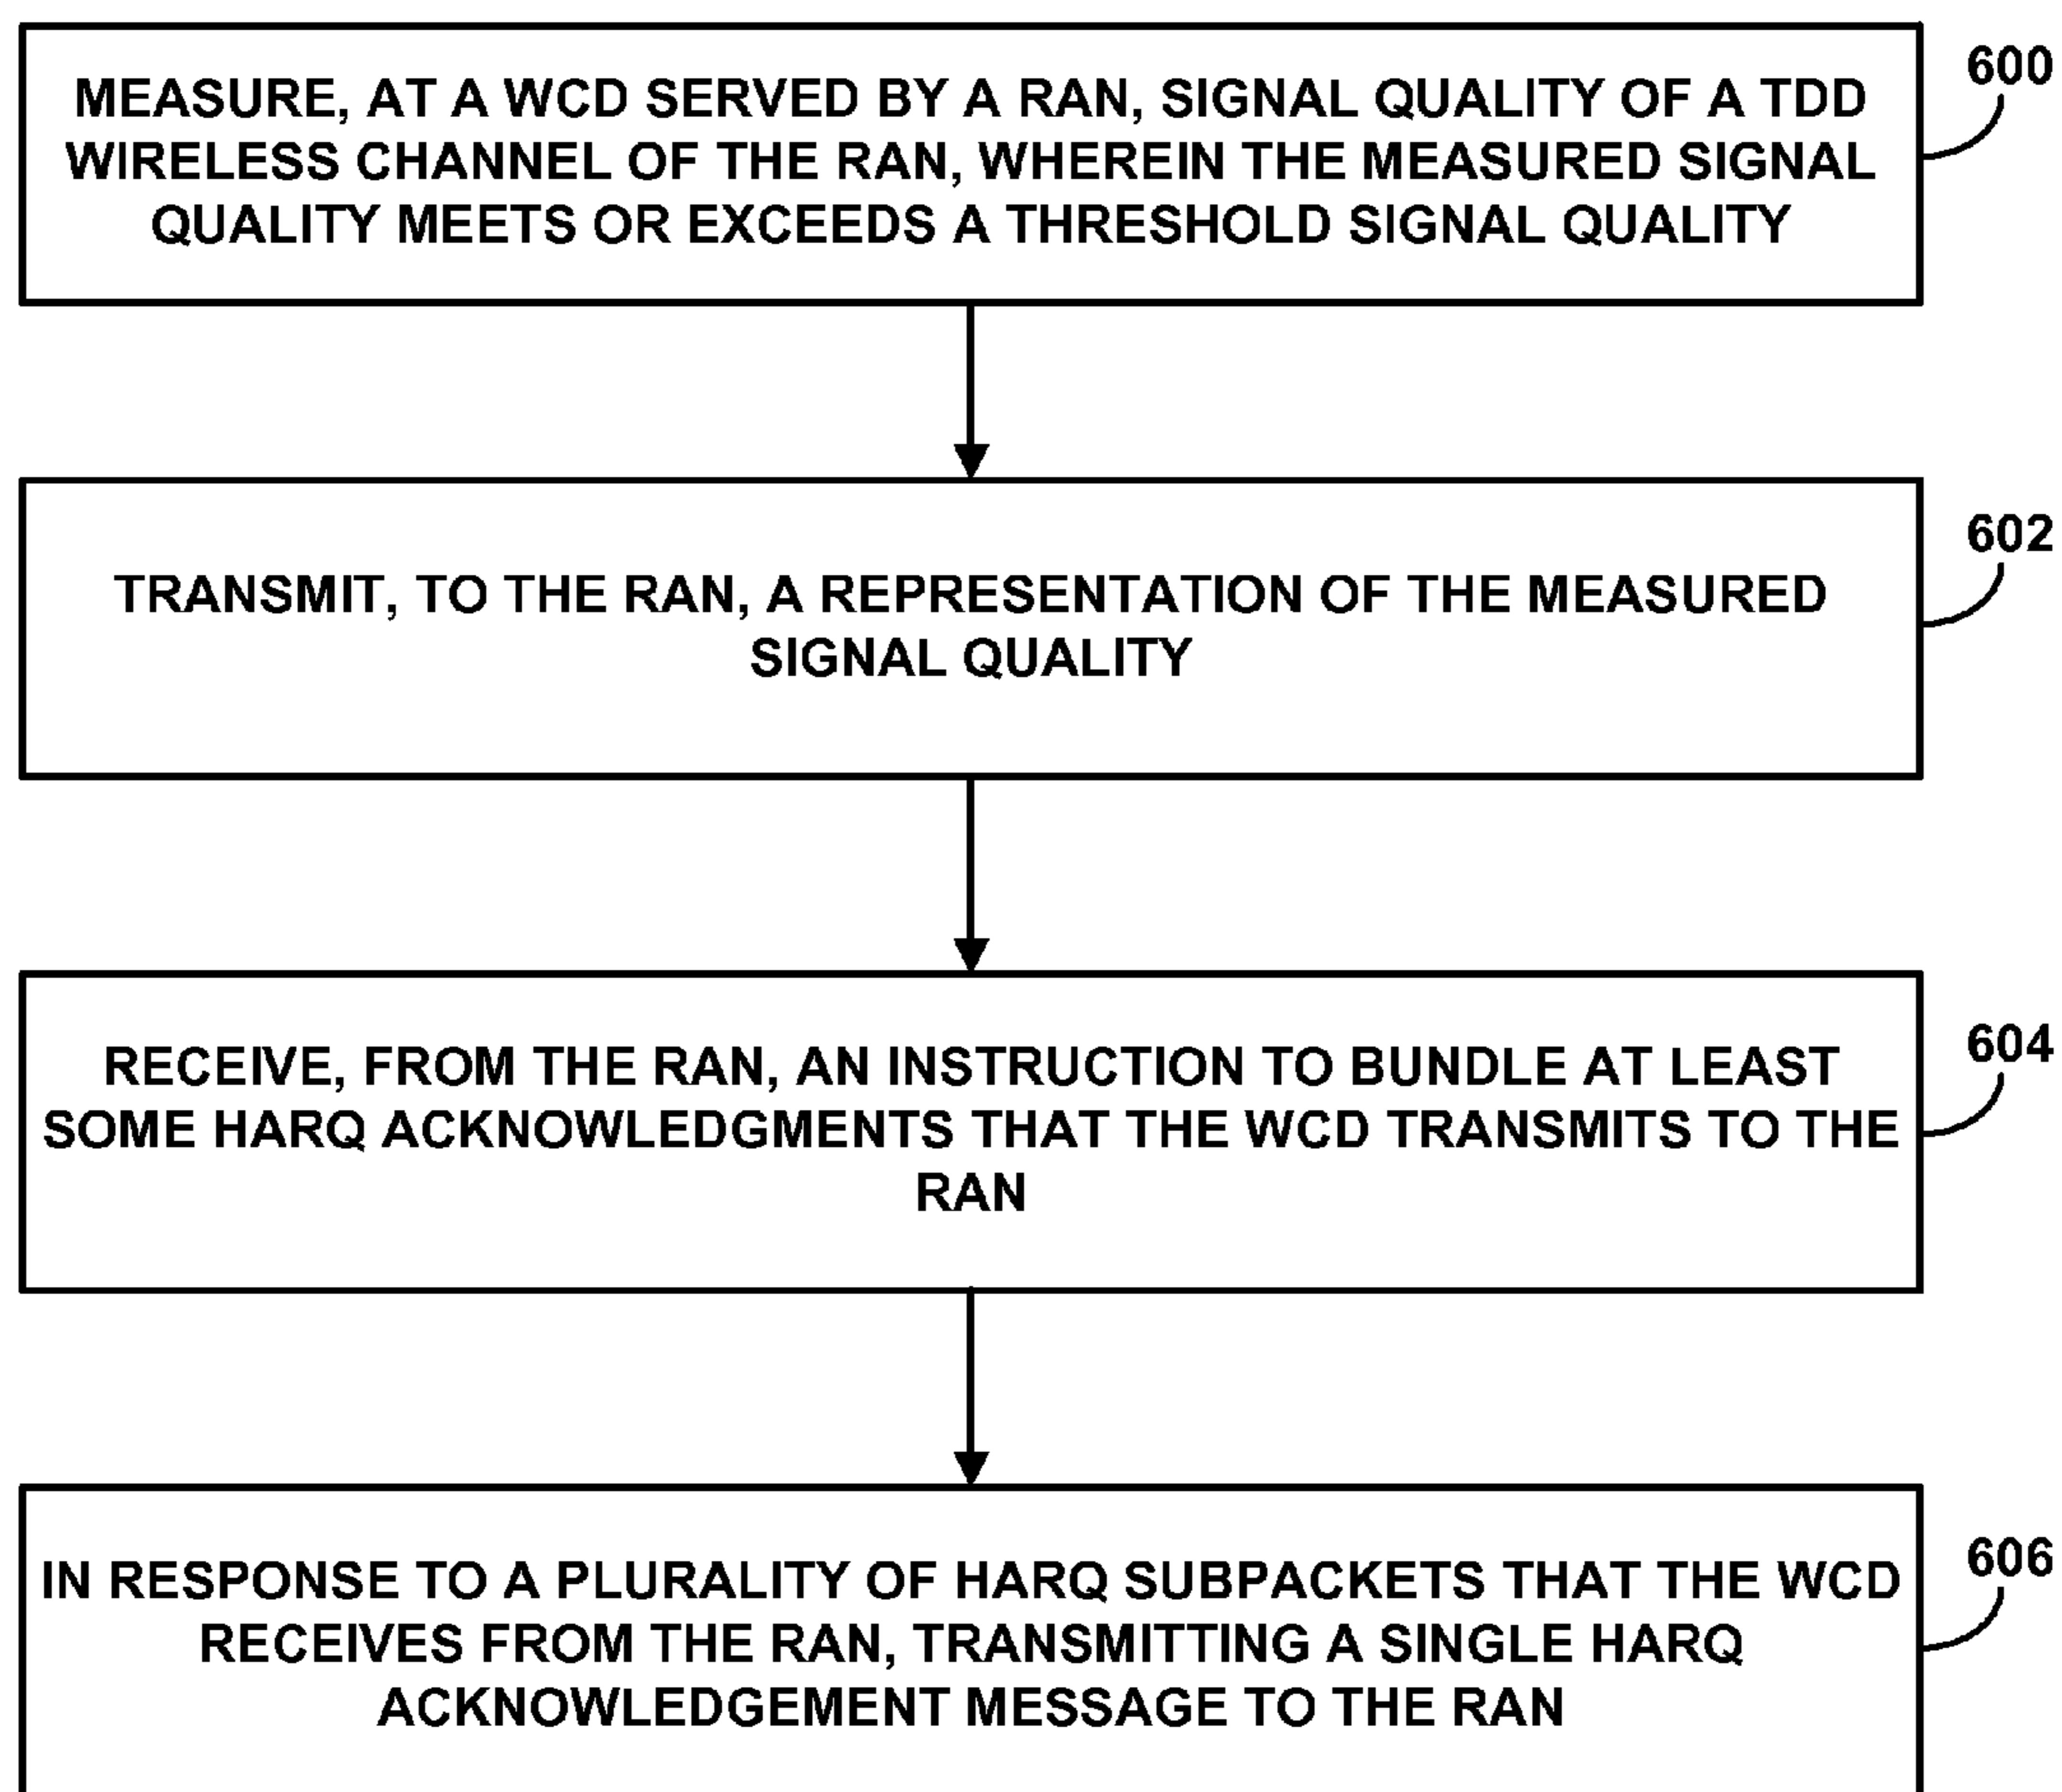 MEASURE, AT A WCD SERVED BY A RAN, SIGNAL QUALITY OF A TDD
WIRELESS CHANNEL OF THE RAN, WHEREIN THE MEASURED SIGNAL
QUALITY MEETS OR EXCEEDS A THRESHOLD SIGNAL QUALITY
600
TRANSMIT, TO THE RAN, A REPRESENTATION OF THE MEASURED
SIGNAL QUALITY
602
RECEIVE, FROM THE RAN, AN INSTRUCTION TO BUNDLE AT LEAST
SOME HARQ ACKNOWLEDGMENTS THAT THE WCD TRANSMITS TO THE
RAN
604
IN RESPONSE TO A PLURALITY OF HARQ SUBPACKETS THAT THE WCD
RECEIVES FROM THE RAN, TRANSMITTING A SINGLE HARQ
ACKNOWLEDGEMENT MESSAGE TO THE RAN
606